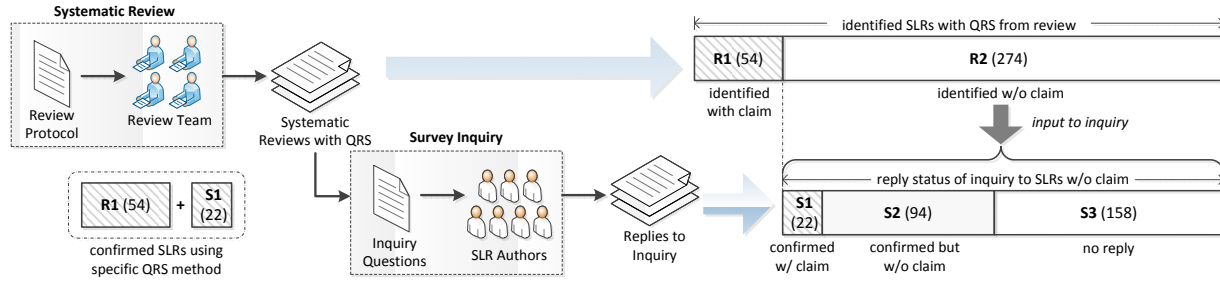 Systematic Review
Review
Protocol
Review Team
Systematic
Reviews with QRS
identified SLRs with QRS from review
R1 (54)
R2 (274)
identified
with claim
identified w/o claim
input to inquiry
Survey Inquiry
Inquiry
Questions
SLR Authors
Replies to
Inquiry
reply status of inquiry to SLRs w/o claim
S1
(22)
S2 (94)
S3 (158)
confirmed
w/ claim
confirmed but
w/o claim
no reply
R1 (54)
+
S1
(22)
confirmed SLRs using
specific QRS method